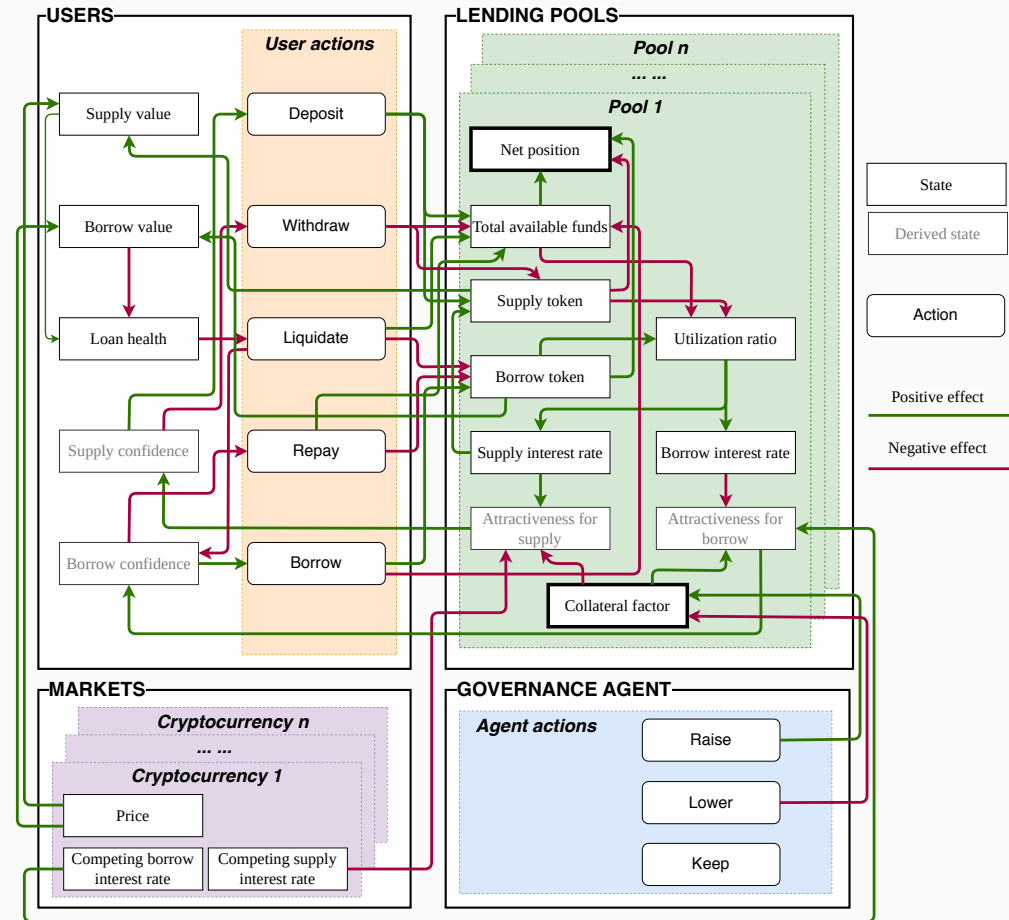 USERS
User actions
Supply value
Deposit
Borrow value
Withdraw
Loan health
Liquidate
Supply confidence
Repay
Borrow confidence
Borrow
LENDING POOLS
Pool n
... ...
Pool 1
Net position
Total available funds
Supply token
Utilization ratio
Borrow token
Supply interest rate
Borrow interest rate
Attractiveness for
supply
Attractiveness for
borrow
Collateral factor
State
Derived state
Action
Positive effect
Negative effect
MARKETS
Cryptocurrency n
... ...
Cryptocurrency 1
Price
Competing borrow
interest rate
Competing supply
interest rate
GOVERNANCE AGENT
Agent actions
Raise
Lower
Keep